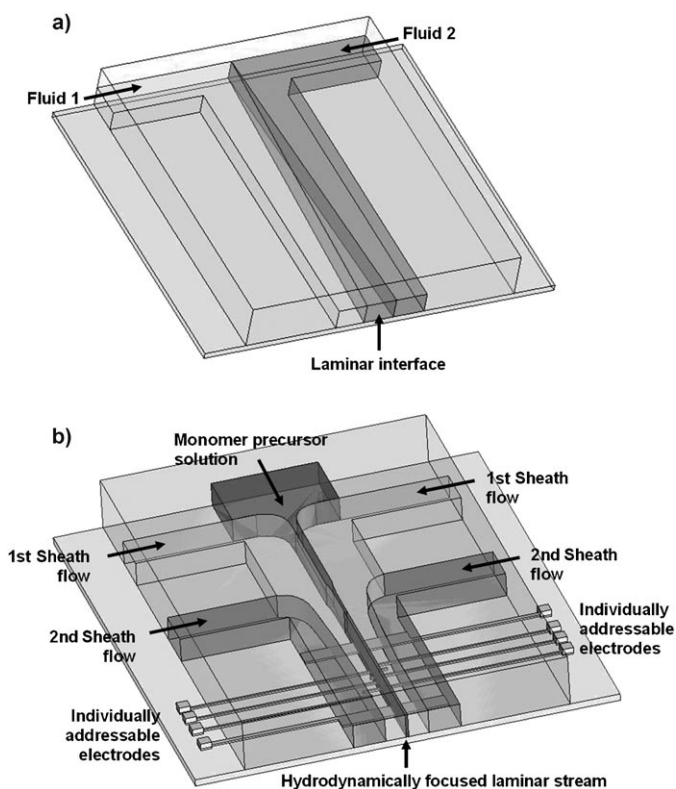 a)
Fluid 2
Fluid 1
Laminar interface
b)
Monomer precursor
solution
1st Sheath
flow
1st Sheath
flow
2nd Sheath
flow
2nd Sheath
flow
Individually
addressable
electrodes
Individually
addressable
electrodes
Hydrodynamically focused laminar stream